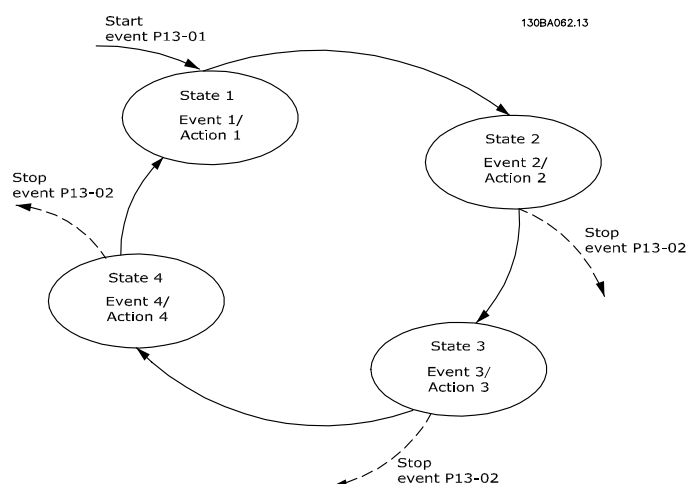 Start
event P13-01
130BA062.13
State 1
Event 1/
Action 1
State 2
Event 2/
Action 2
Stop
event P13-02
Stop
event P13-02
State 4
Event 4/
Action 4
State 3
Event 3/
Action 3
Stop
event P13-02